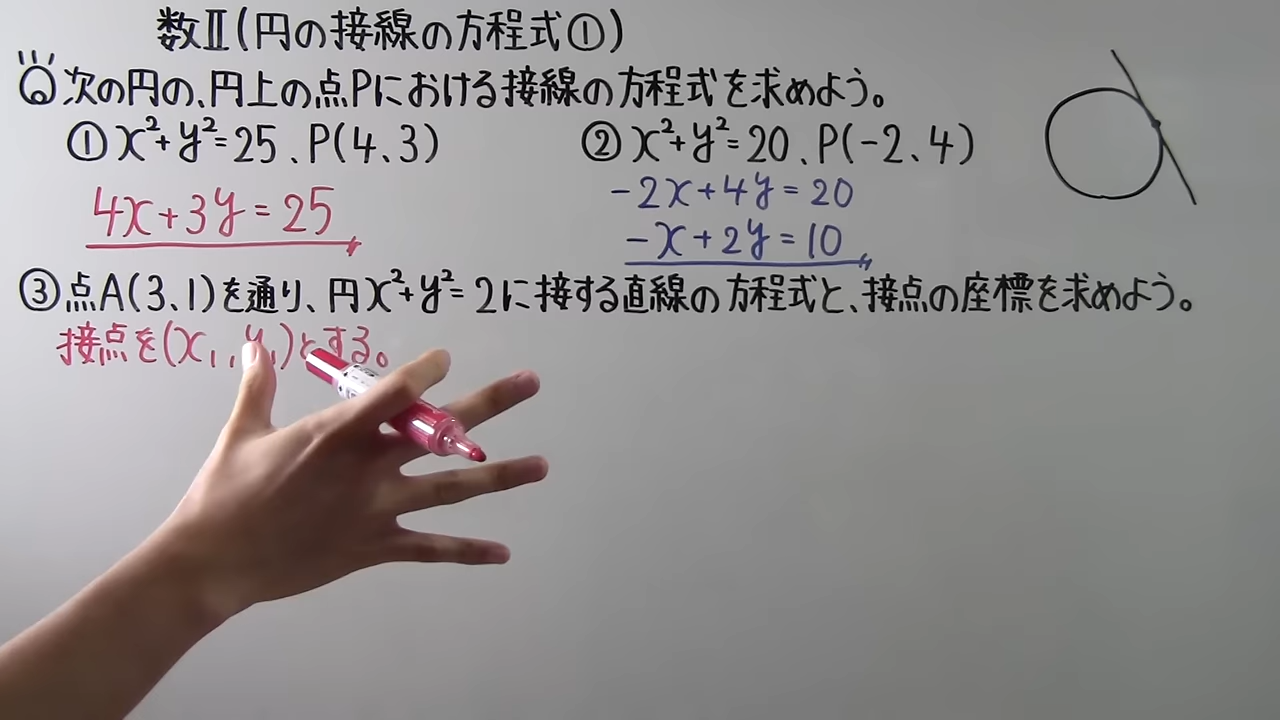 数Ⅱ(円の接線の方程式①)
Q 次の円の、円上の点Pにおける接線の方程式を求めよう。
① x²+y²=25、P(4、3)
② x²+y²=20、P(-2、4)
4x+3y=25
-2x+4y=20
-x+2y=10
③点A(3、1)を通り、円x²+y²=2に接する直線の方程式と、接点の座標を求めよう。
接点を(x₁,y₁)とする。